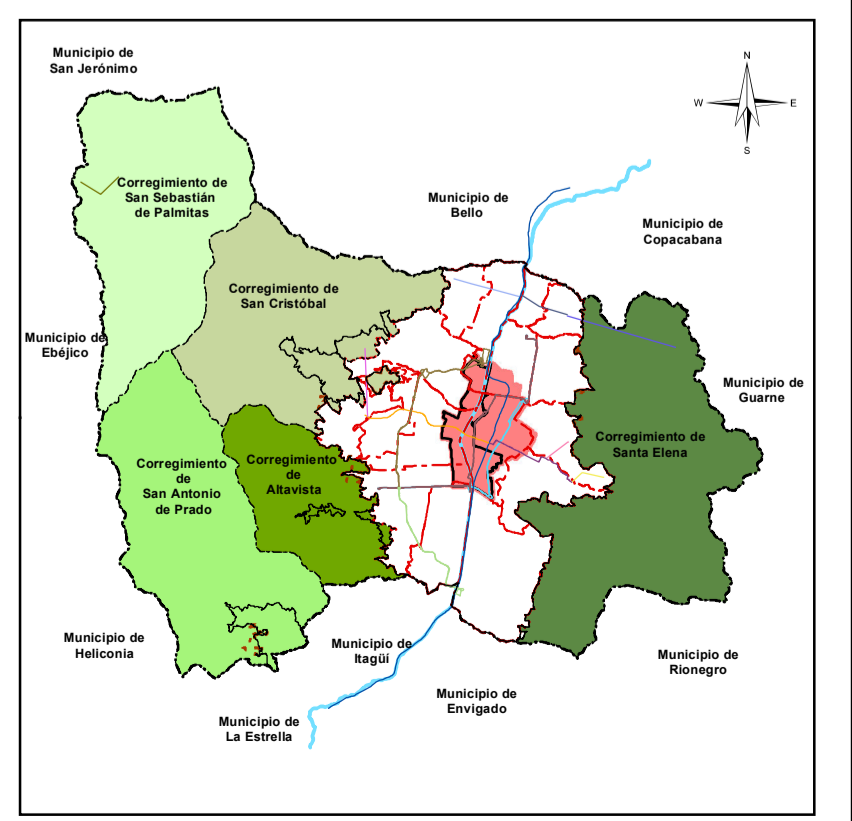 Municipio de
San Jerónimo
N
W
E
S
Corregimiento de
San Sebastián
de Palmitas
Municipio de
Bello
Municipio de
Copacabana
Corregimiento de
San Cristóbal
Municipio de
Ebéjico
Municipio de
Guarne
Corregimiento de
Santa Elena
Corregimiento
de
San Antonio
de Prado
Corregimiento
de
Altavista
Municipio de
Heliconia
Municipio de
Itagüí
Municipio de
Rionegro
Municipio de
Envigado
Municipio de
La Estrella